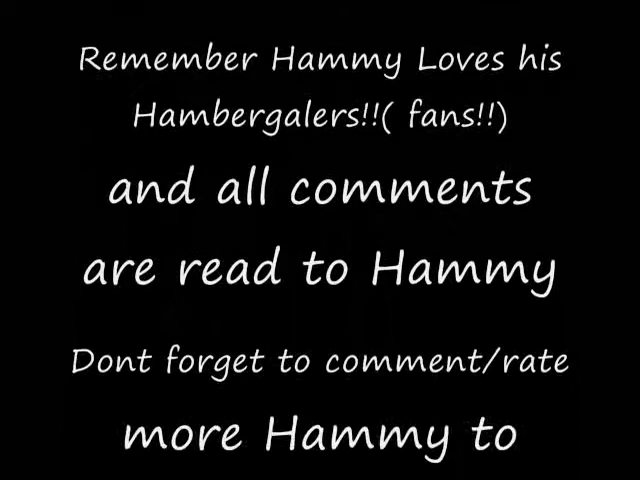 Remember Hammy Loves his
Hambergalers!!( fans!!)
and all comments
are read to Hammy
Dont forget to comment/rate
more Hammy to